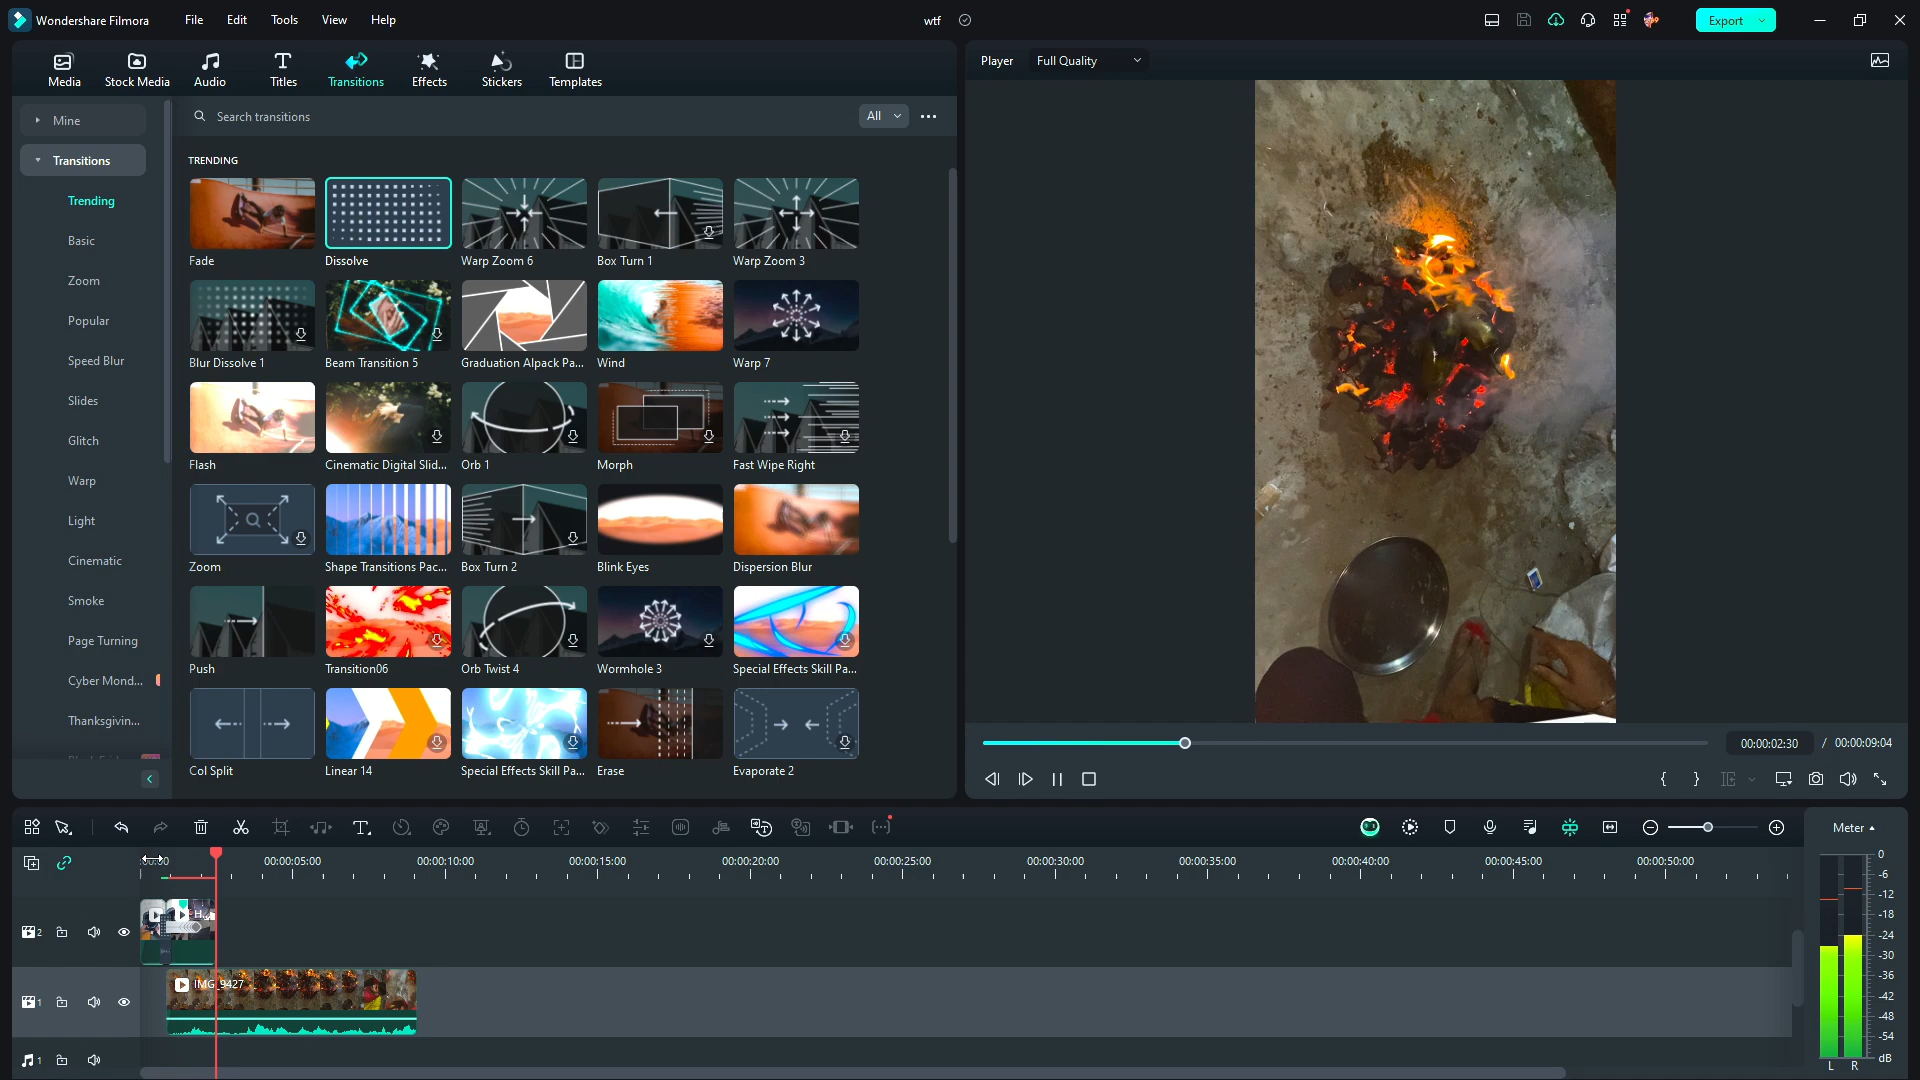 Wondershare Filmora
File
Edit
Tools
View
Help
wtf
Export
Media
Stock Media
Audio
Titles
Transitions
Effects
Stickers
Templates
Player
Full Quality
Mine
Search transitions
All
Transitions
TRENDING
Trending
Basic
Zoom
Popular
Speed Blur
Slides
Glitch
Warp
Light
Cinematic
Smoke
Page Turning
Cyber Mond...
Thanksgivin...
Fade
Dissolve
Warp Zoom 6
Box Turn 1
Warp Zoom 3
Blur Dissolve 1
Beam Transition 5
Graduation Alpack Pa...
Wind
Warp 7
Flash
Cinematic Digital Slid...
Orb 1
Morph
Fast Wipe Right
Zoom
Shape Transitions Pac...
Box Turn 2
Blink Eyes
Dispersion Blur
Push
Transition06
Orb Twist 4
Wormhole 3
Special Effects Skill Pa...
Col Split
Linear 14
Special Effects Skill Pa...
Erase
Evaporate 2
00:00:02:30 / 00:00:09:04
Meter
00:00:05:00
00:00:10:00
00:00:15:00
00:00:20:00
00:00:25:00
00:00:30:00
00:00:35:00
00:00:40:00
00:00:45:00
00:00:50:00
2
IMG_9427
1
1
0
-6
-12
-18
-24
-30
-36
-42
-48
-54
dB
L R